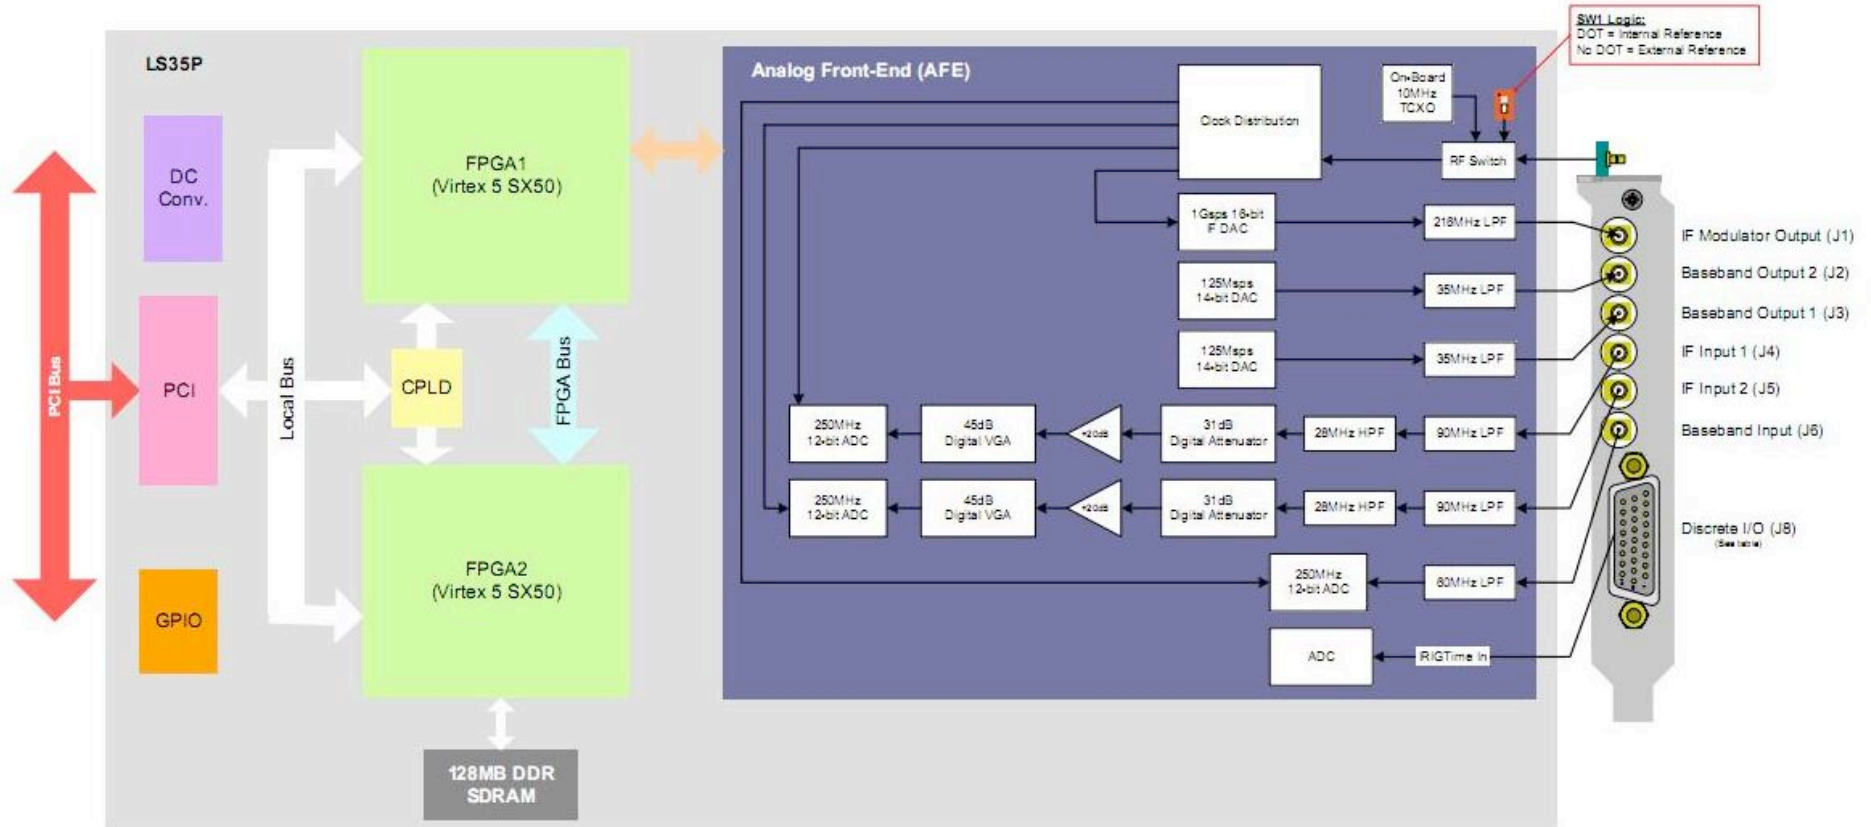 SW1 Logic:
DOT = Internal Reference
No DOT = External Reference
LS35P
Analog Front-End (AFE)
DC
Conv.
FPGA1
(Virtex 5 SX50)
Clock Distribution
On-Board
10MHz
TCXO
RF Switch
1Gsps 16-bit
IF DAC
216MHz LPF
IF Modulator Output (J1)
125Msps
14-bit DAC
35MHz LPF
Baseband Output 2 (J2)
Baseband Output 1 (J3)
125Msps
14-bit DAC
35MHz LPF
IF Input 1 (J4)
IF Input 2 (J5)
Baseband Input (J6)
PCI Bus
PCI
Local Bus
CPLD
FPGA Bus
250MHz
12-bit ADC
45dB
Digital VGA
+20dB
31dB
Digital Attenuator
28MHz HPF
90MHz LPF
250MHz
12-bit ADC
45dB
Digital VGA
+20dB
31dB
Digital Attenuator
28MHz HPF
90MHz LPF
Discrete I/O (J8)
(See table)
FPGA2
(Virtex 5 SX50)
250MHz
12-bit ADC
60MHz LPF
GPIO
ADC
IRIGTime In
128MB DDR
SDRAM